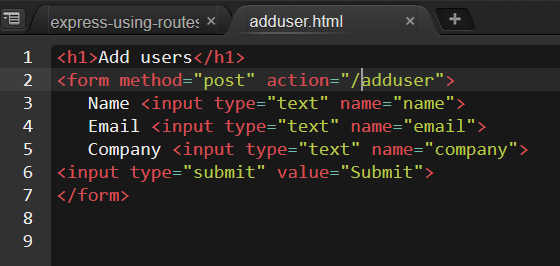 express-using-routes × adduser.html × +
1 <h1>Add users</h1>
2 <form method="post" action="/adduser">
3 Name <input type="text" name="name">
4 Email <input type="text" name="email">
5 Company <input type="text" name="company">
6 <input type="submit" value="Submit">
7 </form>
8
9